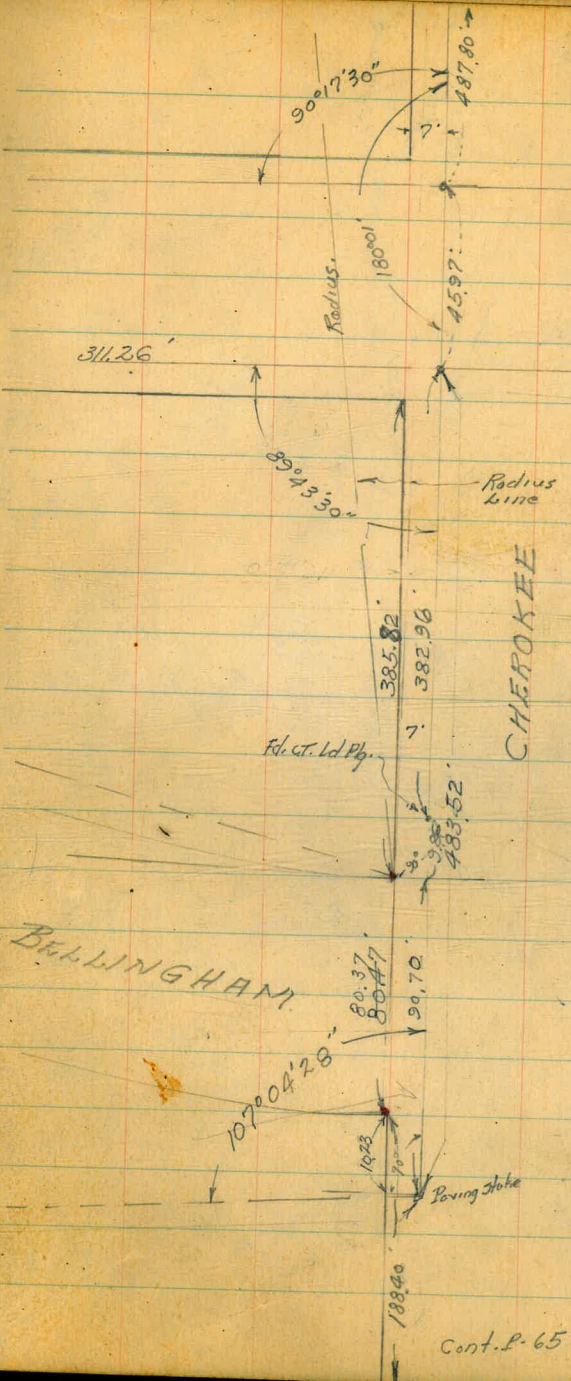 487.80'
90°17'30"
7'
180°01'
45.97'
Radius.
311.26'
89°43'30"
Radius
Line
CHEROKEE
385.82'
382.96'
7'
Fd. CT. Ld Plg.
483.52'
BELLINGHAM
80.37
80.47'
90.70'
107°04'28"
10.23
Paving Stake
188.40'
Cont. P-65